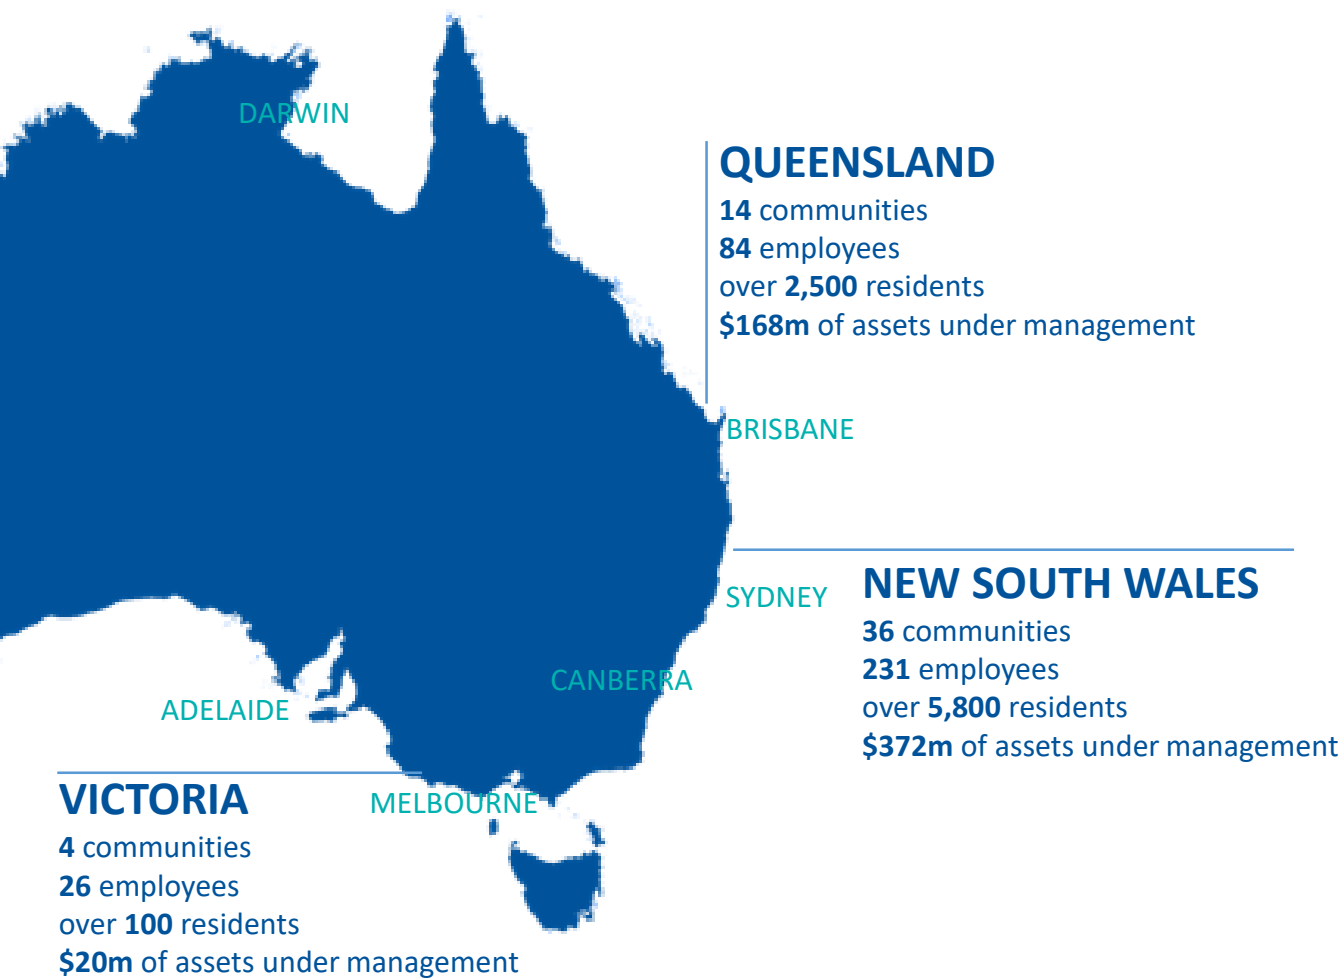 DARWIN
QUEENSLAND
14 communities
84 employees
over 2,500 residents
$168m of assets under management
BRISBANE
SYDNEY
NEW SOUTH WALES
36 communities
231 employees
over 5,800 residents
$372m of assets under management
CANBERRA
ADELAIDE
MELBOURNE
VICTORIA
4 communities
26 employees
over 100 residents
$20m of assets under management